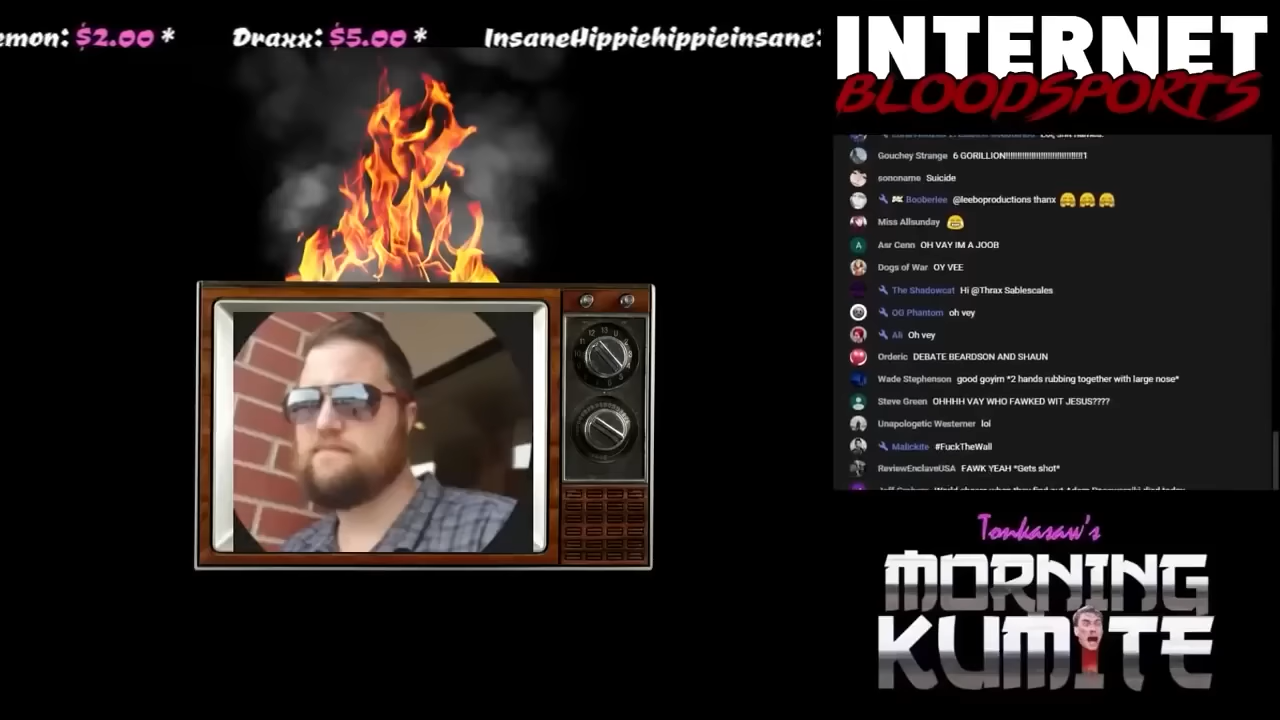 emon: $2.00 * Draxx: $5.00 * InsaneHippiehippieinsane:
INTERNET
BLOODSPORTS
Gouchey Strange 6 GORILLION!!!!!!!!!!!!!!!!!!!!!!!!!!!!!!!!!!1
sononame Suicide
Booberlee @leeboproductions thanx
Miss Allsunday
A Asr Cenn OH VAY IM A JOOB
Dogs of War OY VEE
The Shadowcat Hi @Thrax Sablescales
OG Phantom oh vey
Ali Oh vey
Orderic DEBATE BEARDSON AND SHAUN
Wade Stephenson good goyim *2 hands rubbing together with large nose*
Steve Green OHHHH VAY WHO FAWKED WIT JESUS????
Unapologetic Westerner lol
Malickite #FuckTheWall
ReviewEnclaveUSA FAWK YEAH *Gets shot*
Tonkasaw's
MORNING
KUMITE